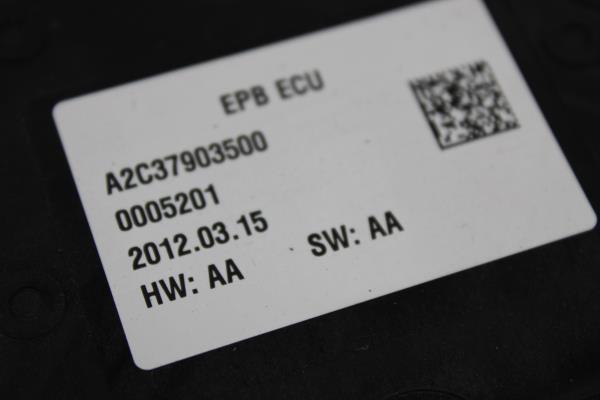 EPB ECU
A2C37903500
0005201
2012.03.15
HW: AA SW: AA